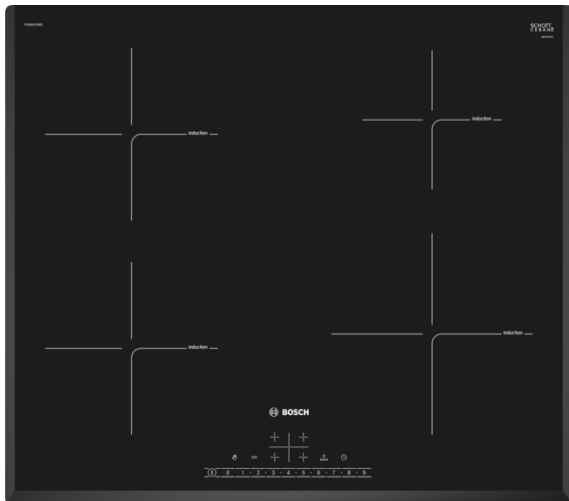 SCHOTT
CERAN®
Induction
Induction
Induction
Induction
BOSCH
0 1 · 2 · 3 · 4 · 5 · 6 · 7 · 8 · 9